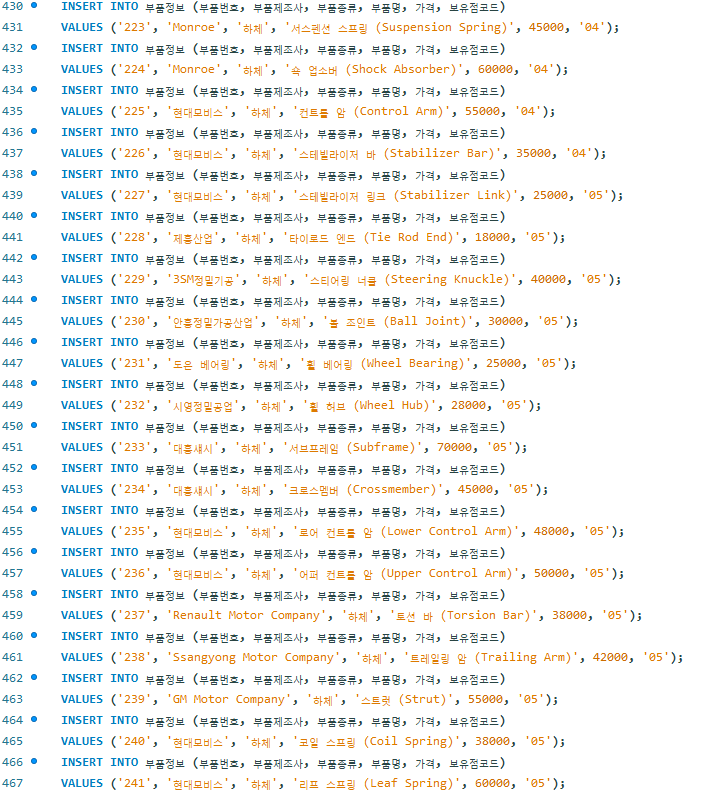 430 INSERT INTO 부품정보 (부품번호, 부품제조사, 부품종류, 부품명, 가격, 보유점코드)
431 VALUES ('223', 'Monroe', '하체', '서스펜션 스프링 (Suspension Spring)', 45000, '04');
432 INSERT INTO 부품정보 (부품번호, 부품제조사, 부품종류, 부품명, 가격, 보유점코드)
433 VALUES ('224', 'Monroe', '하체', '쇽 업소버 (Shock Absorber)', 60000, '04');
434 INSERT INTO 부품정보 (부품번호, 부품제조사, 부품종류, 부품명, 가격, 보유점코드)
435 VALUES ('225', '현대모비스', '하체', '컨트롤 암 (Control Arm)', 55000, '04');
436 INSERT INTO 부품정보 (부품번호, 부품제조사, 부품종류, 부품명, 가격, 보유점코드)
437 VALUES ('226', '현대모비스', '하체', '스테빌라이저 바 (Stabilizer Bar)', 35000, '04');
438 INSERT INTO 부품정보 (부품번호, 부품제조사, 부품종류, 부품명, 가격, 보유점코드)
439 VALUES ('227', '현대모비스', '하체', '스테빌라이저 링크 (Stabilizer Link)', 25000, '05');
440 INSERT INTO 부품정보 (부품번호, 부품제조사, 부품종류, 부품명, 가격, 보유점코드)
441 VALUES ('228', '제흥산업', '하체', '타이로드 엔드 (Tie Rod End)', 18000, '05');
442 INSERT INTO 부품정보 (부품번호, 부품제조사, 부품종류, 부품명, 가격, 보유점코드)
443 VALUES ('229', '3SM정밀기공', '하체', '스티어링 너클 (Steering Knuckle)', 40000, '05');
444 INSERT INTO 부품정보 (부품번호, 부품제조사, 부품종류, 부품명, 가격, 보유점코드)
445 VALUES ('230', '안흥정밀가공산업', '하체', '볼 조인트 (Ball Joint)', 30000, '05');
446 INSERT INTO 부품정보 (부품번호, 부품제조사, 부품종류, 부품명, 가격, 보유점코드)
447 VALUES ('231', '도은 베어링', '하체', '휠 베어링 (Wheel Bearing)', 25000, '05');
448 INSERT INTO 부품정보 (부품번호, 부품제조사, 부품종류, 부품명, 가격, 보유점코드)
449 VALUES ('232', '시영정밀공업', '하체', '휠 허브 (Wheel Hub)', 28000, '05');
450 INSERT INTO 부품정보 (부품번호, 부품제조사, 부품종류, 부품명, 가격, 보유점코드)
451 VALUES ('233', '대흥섀시', '하체', '서브프레임 (Subframe)', 70000, '05');
452 INSERT INTO 부품정보 (부품번호, 부품제조사, 부품종류, 부품명, 가격, 보유점코드)
453 VALUES ('234', '대흥섀시', '하체', '크로스멤버 (Crossmember)', 45000, '05');
454 INSERT INTO 부품정보 (부품번호, 부품제조사, 부품종류, 부품명, 가격, 보유점코드)
455 VALUES ('235', '현대모비스', '하체', '로어 컨트롤 암 (Lower Control Arm)', 48000, '05');
456 INSERT INTO 부품정보 (부품번호, 부품제조사, 부품종류, 부품명, 가격, 보유점코드)
457 VALUES ('236', '현대모비스', '하체', '어퍼 컨트롤 암 (Upper Control Arm)', 50000, '05');
458 INSERT INTO 부품정보 (부품번호, 부품제조사, 부품종류, 부품명, 가격, 보유점코드)
459 VALUES ('237', 'Renault Motor Company', '하체', '토션 바 (Torsion Bar)', 38000, '05');
460 INSERT INTO 부품정보 (부품번호, 부품제조사, 부품종류, 부품명, 가격, 보유점코드)
461 VALUES ('238', 'Ssangyong Motor Company', '하체', '트레일링 암 (Trailing Arm)', 42000, '05');
462 INSERT INTO 부품정보 (부품번호, 부품제조사, 부품종류, 부품명, 가격, 보유점코드)
463 VALUES ('239', 'GM Motor Company', '하체', '스트럿 (Strut)', 55000, '05');
464 INSERT INTO 부품정보 (부품번호, 부품제조사, 부품종류, 부품명, 가격, 보유점코드)
465 VALUES ('240', '현대모비스', '하체', '코일 스프링 (Coil Spring)', 38000, '05');
466 INSERT INTO 부품정보 (부품번호, 부품제조사, 부품종류, 부품명, 가격, 보유점코드)
467 VALUES ('241', '현대모비스', '하체', '리프 스프링 (Leaf Spring)', 60000, '05');